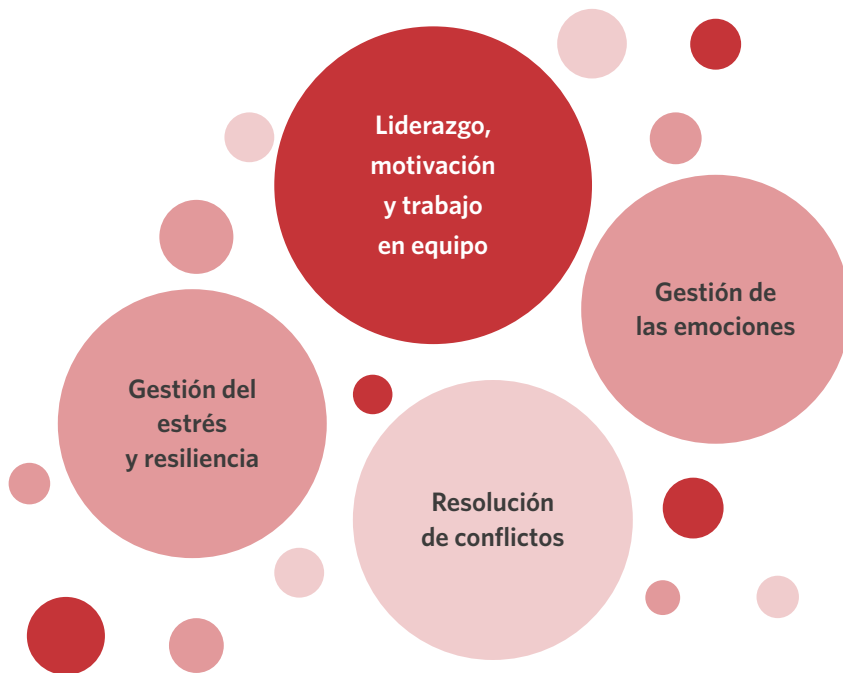 Liderazgo,
motivación
y trabajo
en equipo
Gestión de
las emociones
Gestión del
estrés
y resiliencia
Resolución
de conflictos